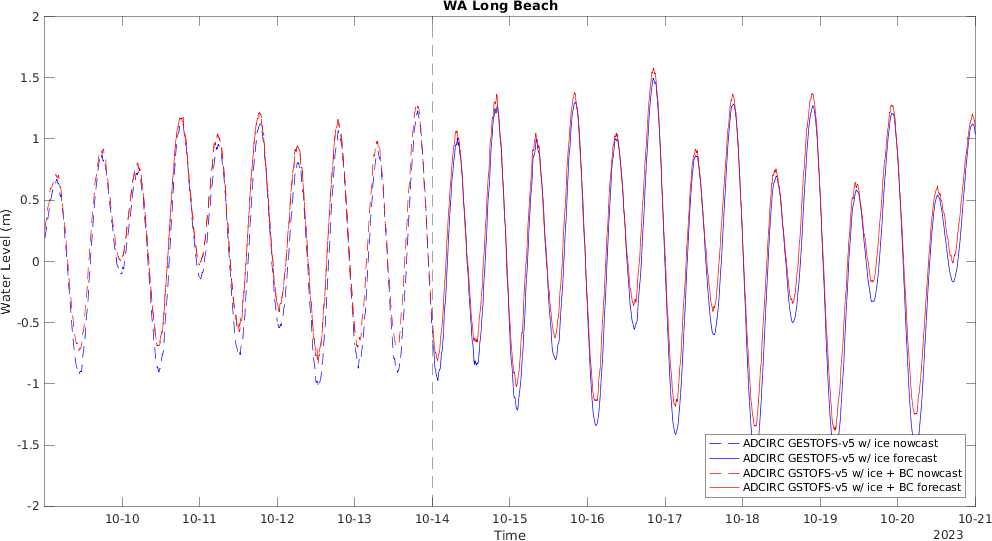 WA Long Beach
2
1.5
1
0.5
0
-0.5
-1
-1.5
-2
Water Level (m)
10-10 10-11 10-12 10-13 10-14 10-15 10-16 10-17 10-18 10-19 10-20 10-21
Time
2023
ADCIRC GESTOFS-v5 w/ ice nowcast
ADCIRC GESTOFS-v5 w/ ice forecast
ADCIRC GSTOFS-v5 w/ ice + BC nowcast
ADCIRC GSTOFS-v5 w/ ice + BC forecast